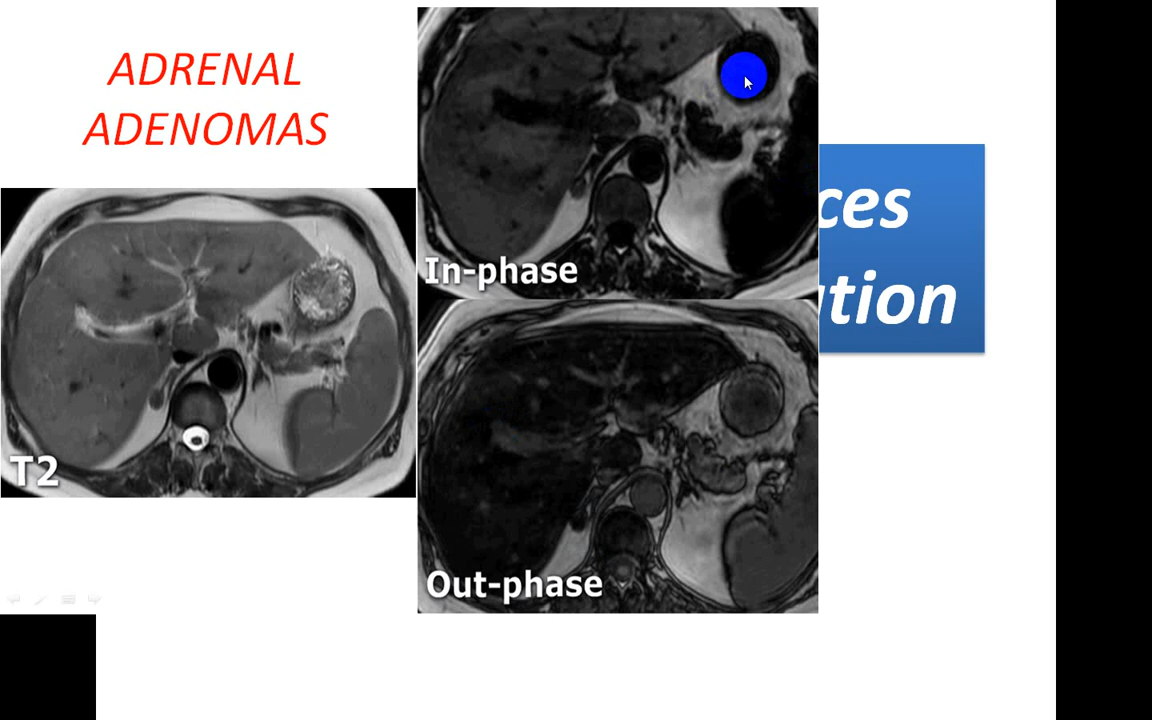 ADRENAL
ADENOMAS
In-phase
T2
Out-phase
ces
tion